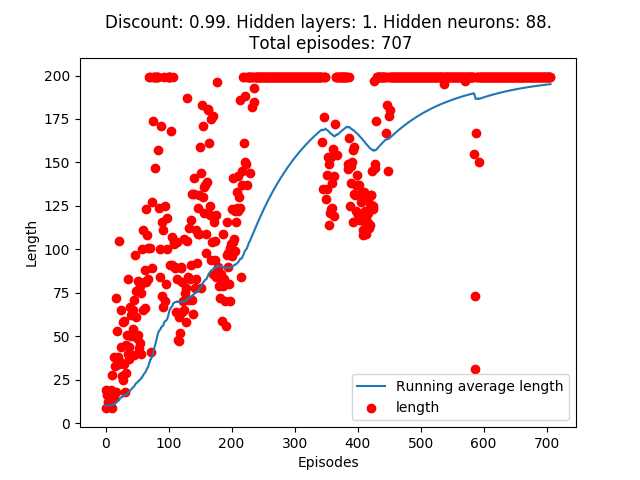 Discount: 0.99. Hidden layers: 1. Hidden neurons: 88.
Total episodes: 707
200
175
150
125
100
75
50
25
0
Length
0 100 200 300 400 500 600 700
Episodes
Running average length
length